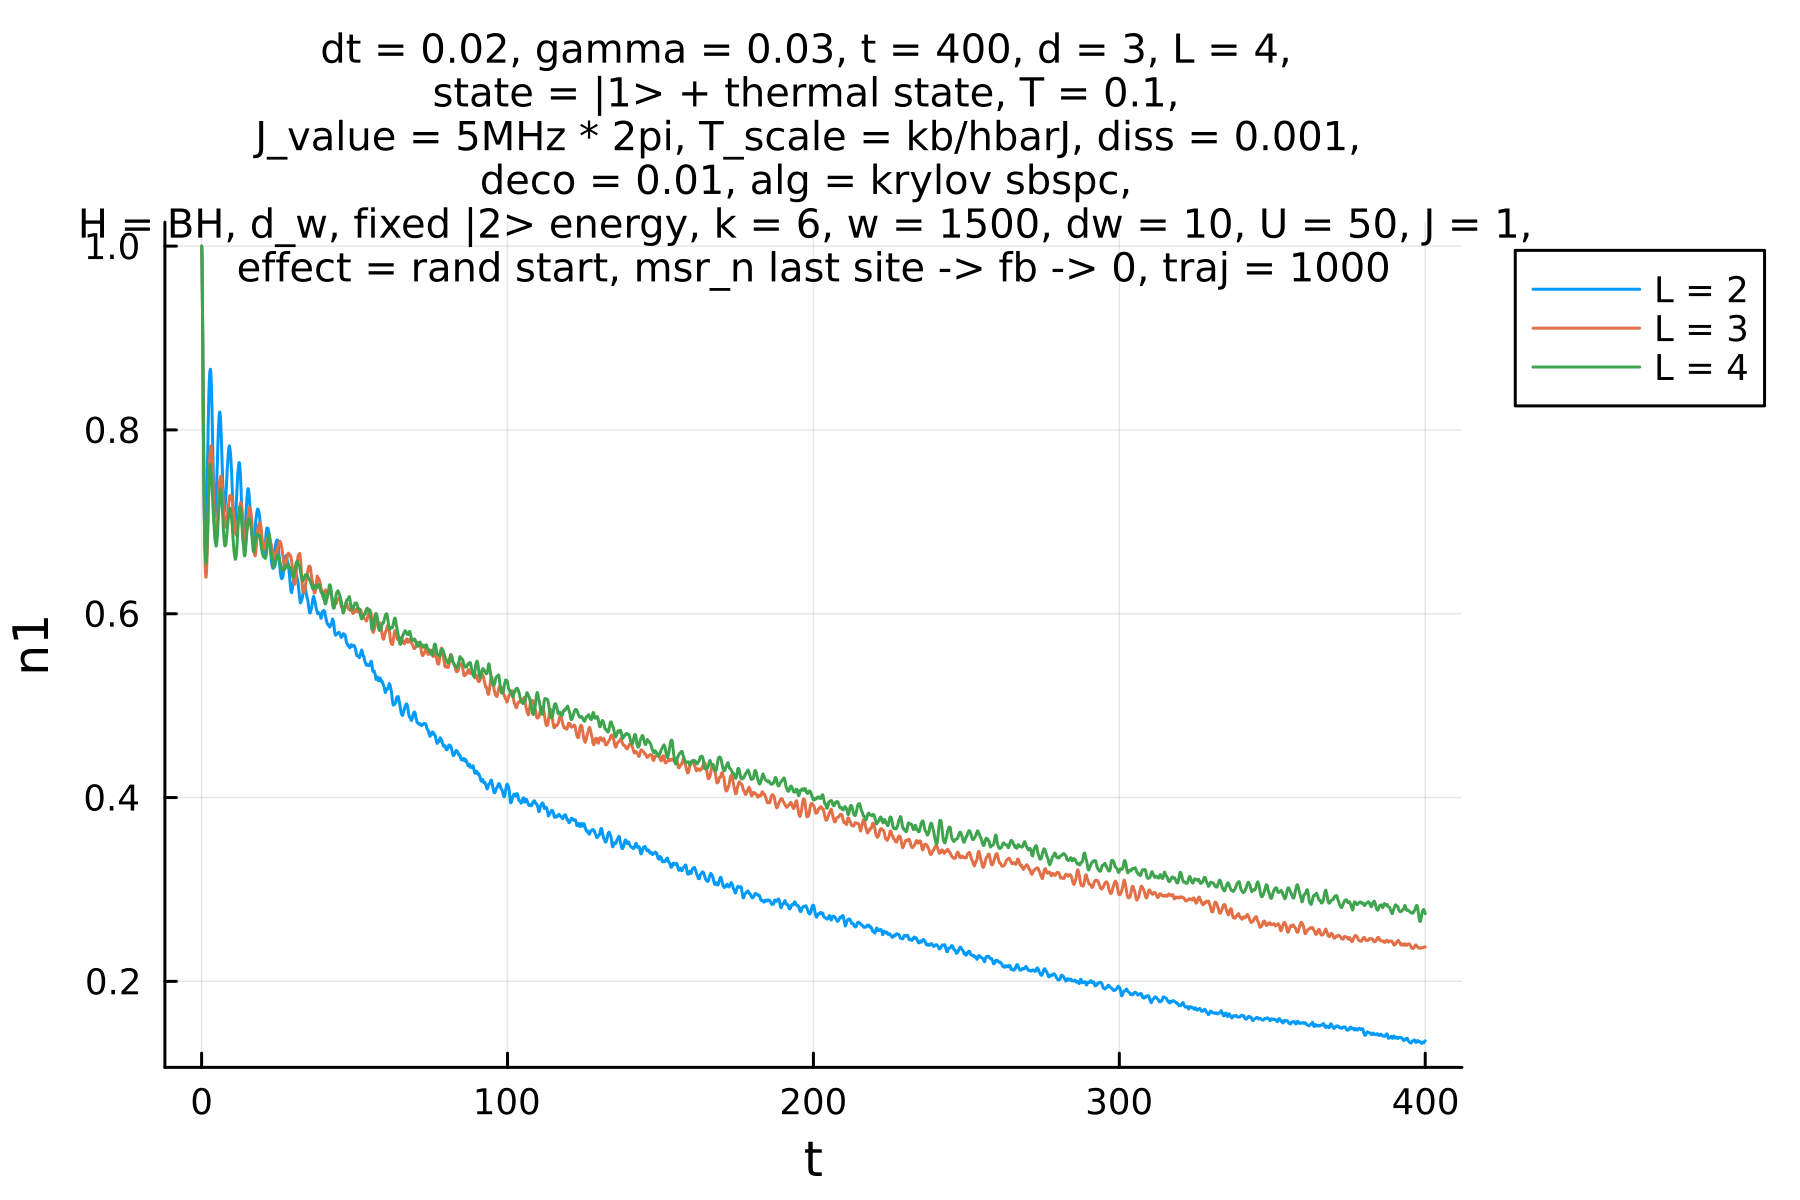 dt = 0.02, gamma = 0.03, t = 400, d = 3, L = 4,
state = |1> + thermal state, T = 0.1,
J_value = 5MHz * 2pi, T_scale = kb/hbarJ, diss = 0.001,
deco = 0.01, alg = krylov sbspc,
H = BH, d_w, fixed |2> energy, k = 6, w = 1500, dw = 10, U = 50, J = 1,
effect = rand start, msr_n last site -> fb -> 0, traj = 1000
1.0
0.8
0.6
0.4
0.2
n1
0 100 200 300 400
t
L = 2
L = 3
L = 4